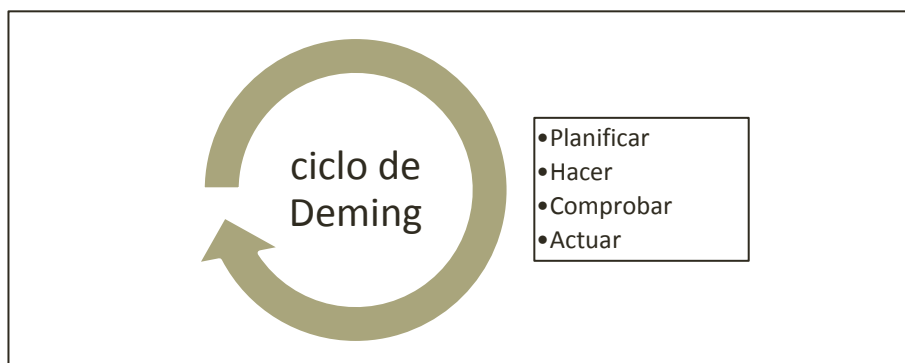 ciclo de
Deming
•Planificar
•Hacer
•Comprobar
•Actuar